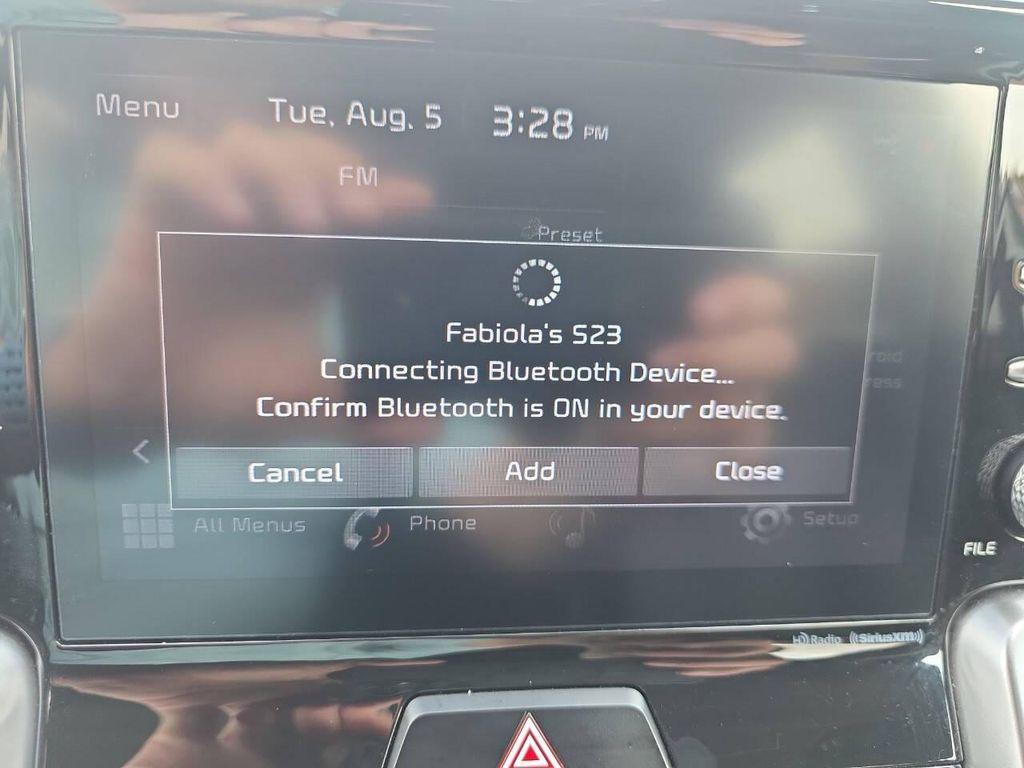 Menu Tue, Aug. 5 3:28 PM
FM
Preset
Fabiola's S23
Connecting Bluetooth Device...
Confirm Bluetooth is ON in your device.
Cancel Add Close
All Menus Phone Setup
FILE
HD Radio ((SiriusXM))